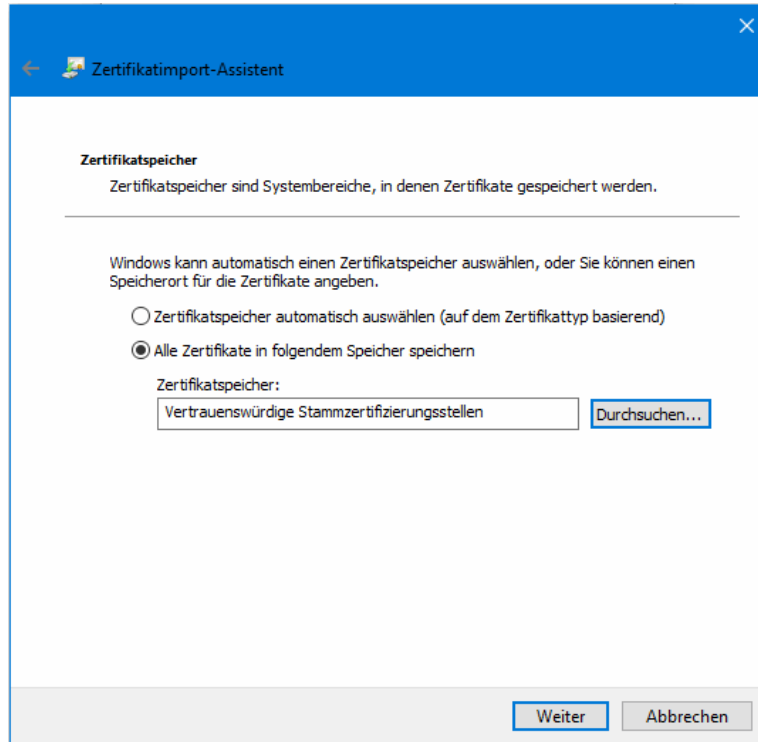 Zertifikatimport-Assistent
Zertifikatspeicher
Zertifikatspeicher sind Systembereiche, in denen Zertifikate gespeichert werden.
Windows kann automatisch einen Zertifikatspeicher auswählen, oder Sie können einen
Speicherort für die Zertifikate angeben.
Zertifikatspeicher automatisch auswählen (auf dem Zertifikattyp basierend)
Alle Zertifikate in folgendem Speicher speichern
Zertifikatspeicher:
Vertrauenswürdige Stammzertifizierungsstellen
Durchsuchen...
Weiter
Abbrechen